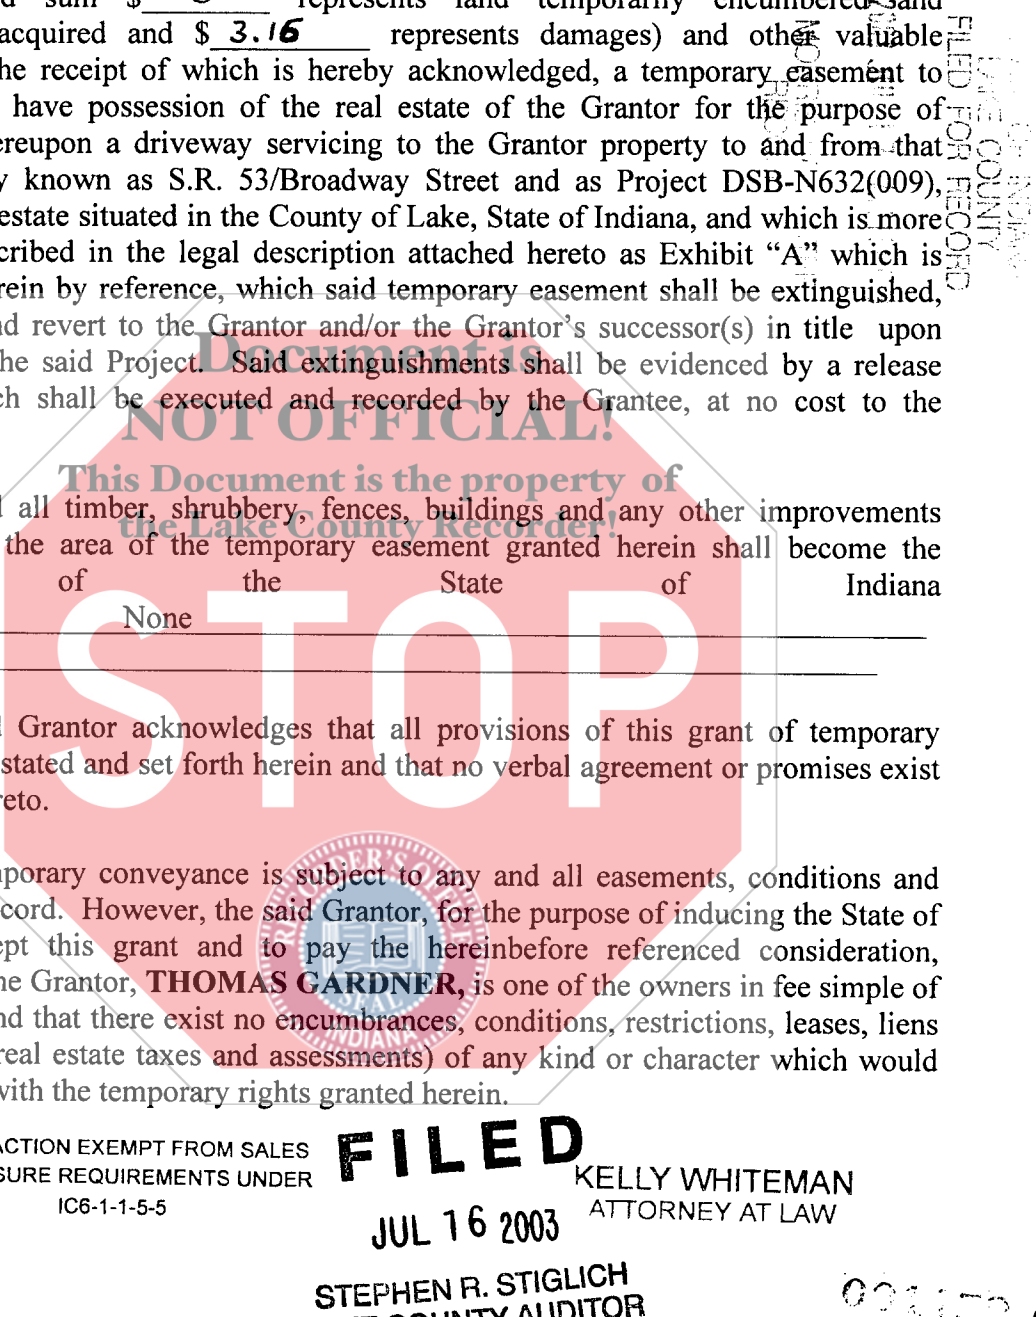 sum $ represents land temporarily encumbered and
acquired and $ 3.16 represents damages) and other valuable
he receipt of which is hereby acknowledged, a temporary easement to
have possession of the real estate of the Grantor for the purpose of
ereupon a driveway servicing to the Grantor property to and from that
y known as S.R. 53/Broadway Street and as Project DSB-N632(009),
estate situated in the County of Lake, State of Indiana, and which is more
cribed in the legal description attached hereto as Exhibit “A” which is
rein by reference, which said temporary easement shall be extinguished,
nd revert to the Grantor and/or the Grantor’s successor(s) in title upon
he said Project. Said extinguishments shall be evidenced by a release
ch shall be executed and recorded by the Grantee, at no cost to the
Document is
NOT OFFICIAL!
This Document is the property of
the Lake County Recorder!
all timber, shrubbery, fences, buildings and any other improvements
the area of the temporary easement granted herein shall become the
of the State of Indiana
None
STOP
Grantor acknowledges that all provisions of this grant of temporary
stated and set forth herein and that no verbal agreement or promises exist
reto.
mporary conveyance is subject to any and all easements, conditions and
cord. However, the said Grantor, for the purpose of inducing the State of
ept this grant and to pay the hereinbefore referenced consideration,
he Grantor, THOMAS GARDNER, is one of the owners in fee simple of
nd that there exist no encumbrances, conditions, restrictions, leases, liens
real estate taxes and assessments) of any kind or character which would
with the temporary rights granted herein.
RECORDER'S OFFICE
SEAL
INDIANA
ACTION EXEMPT FROM SALES
SURE REQUIREMENTS UNDER
IC6-1-1-5-5
FILED
JUL 16 2003
STEPHEN R. STIGLICH
COUNTY AUDITOR
KELLY WHITEMAN
ATTORNEY AT LAW
FILED FOR RECORD
COUNTY